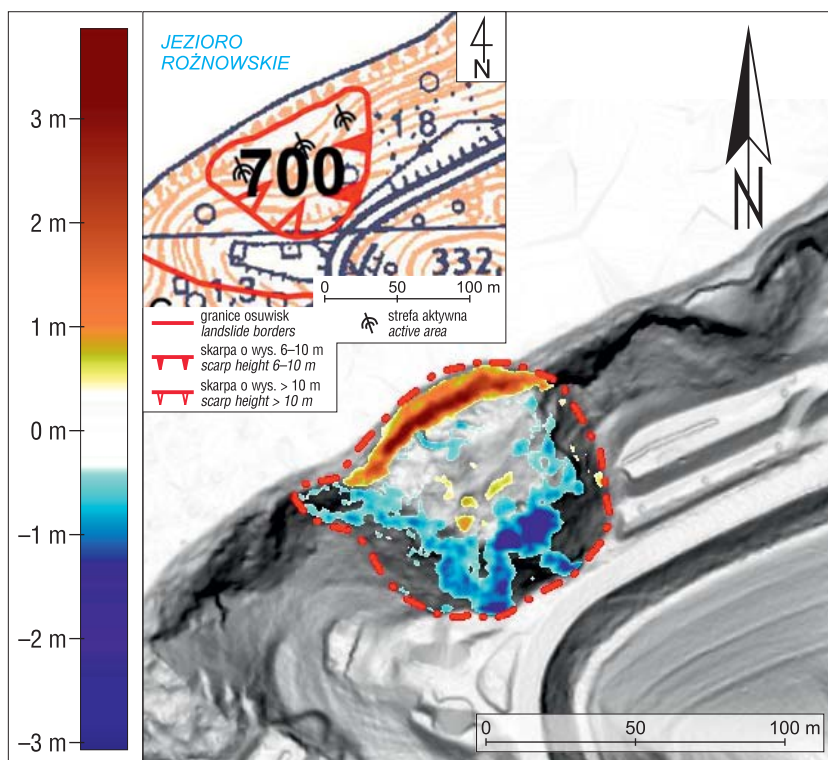 3 m
2 m
1 m
0 m
–1 m
–2 m
–3 m
JEZIORO
ROŻNOWSKIE
N
1,8
700
332,
1,3
0 50 100 m
granice osuwisk
landslide borders
skarpa o wys. 6–10 m
scarp height 6–10 m
skarpa o wys. > 10 m
scarp height > 10 m
strefa aktywna
active area
N
0 50 100 m